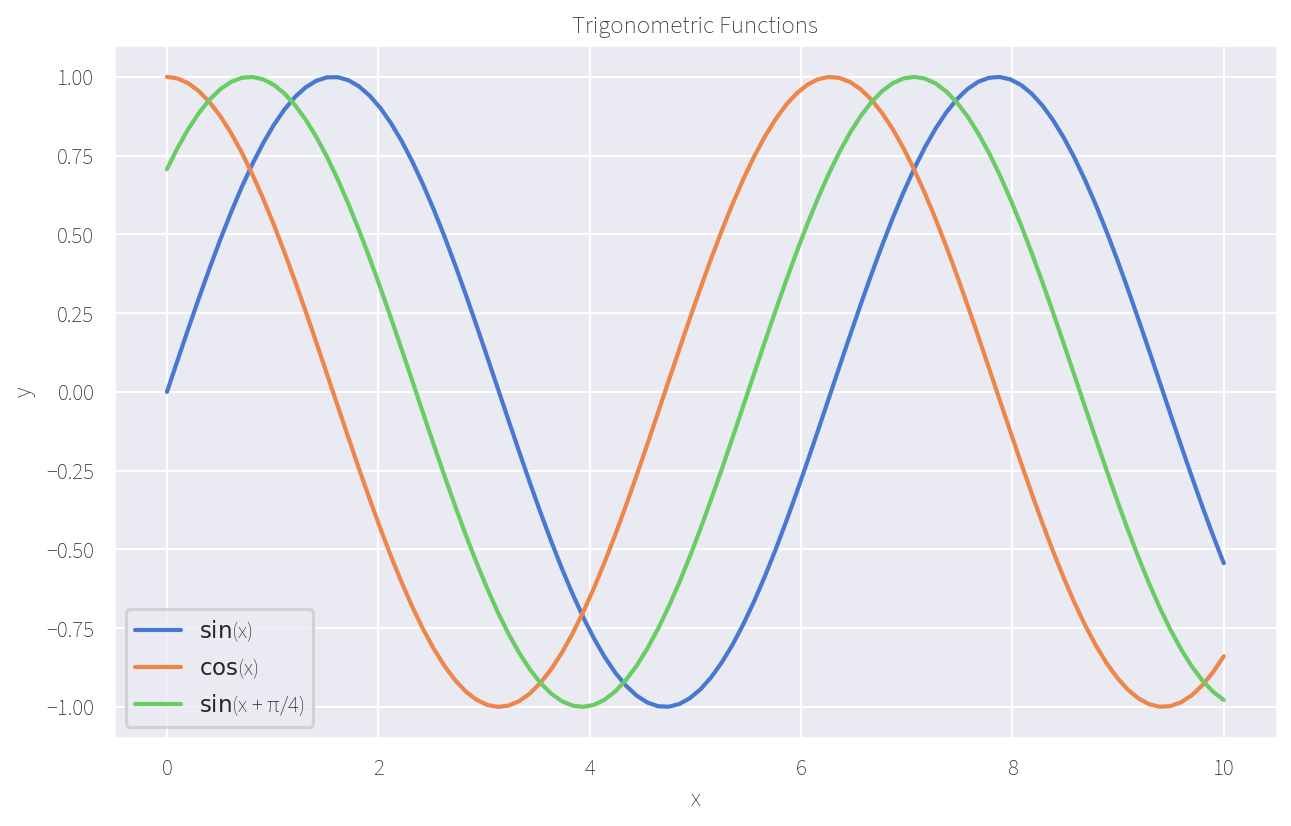 Trigonometric Functions
1.00
0.75
0.50
0.25
0.00
−0.25
−0.50
−0.75
−1.00
y
sin(x)
cos(x)
sin(x + π/4)
0 2 4 6 8 10
x